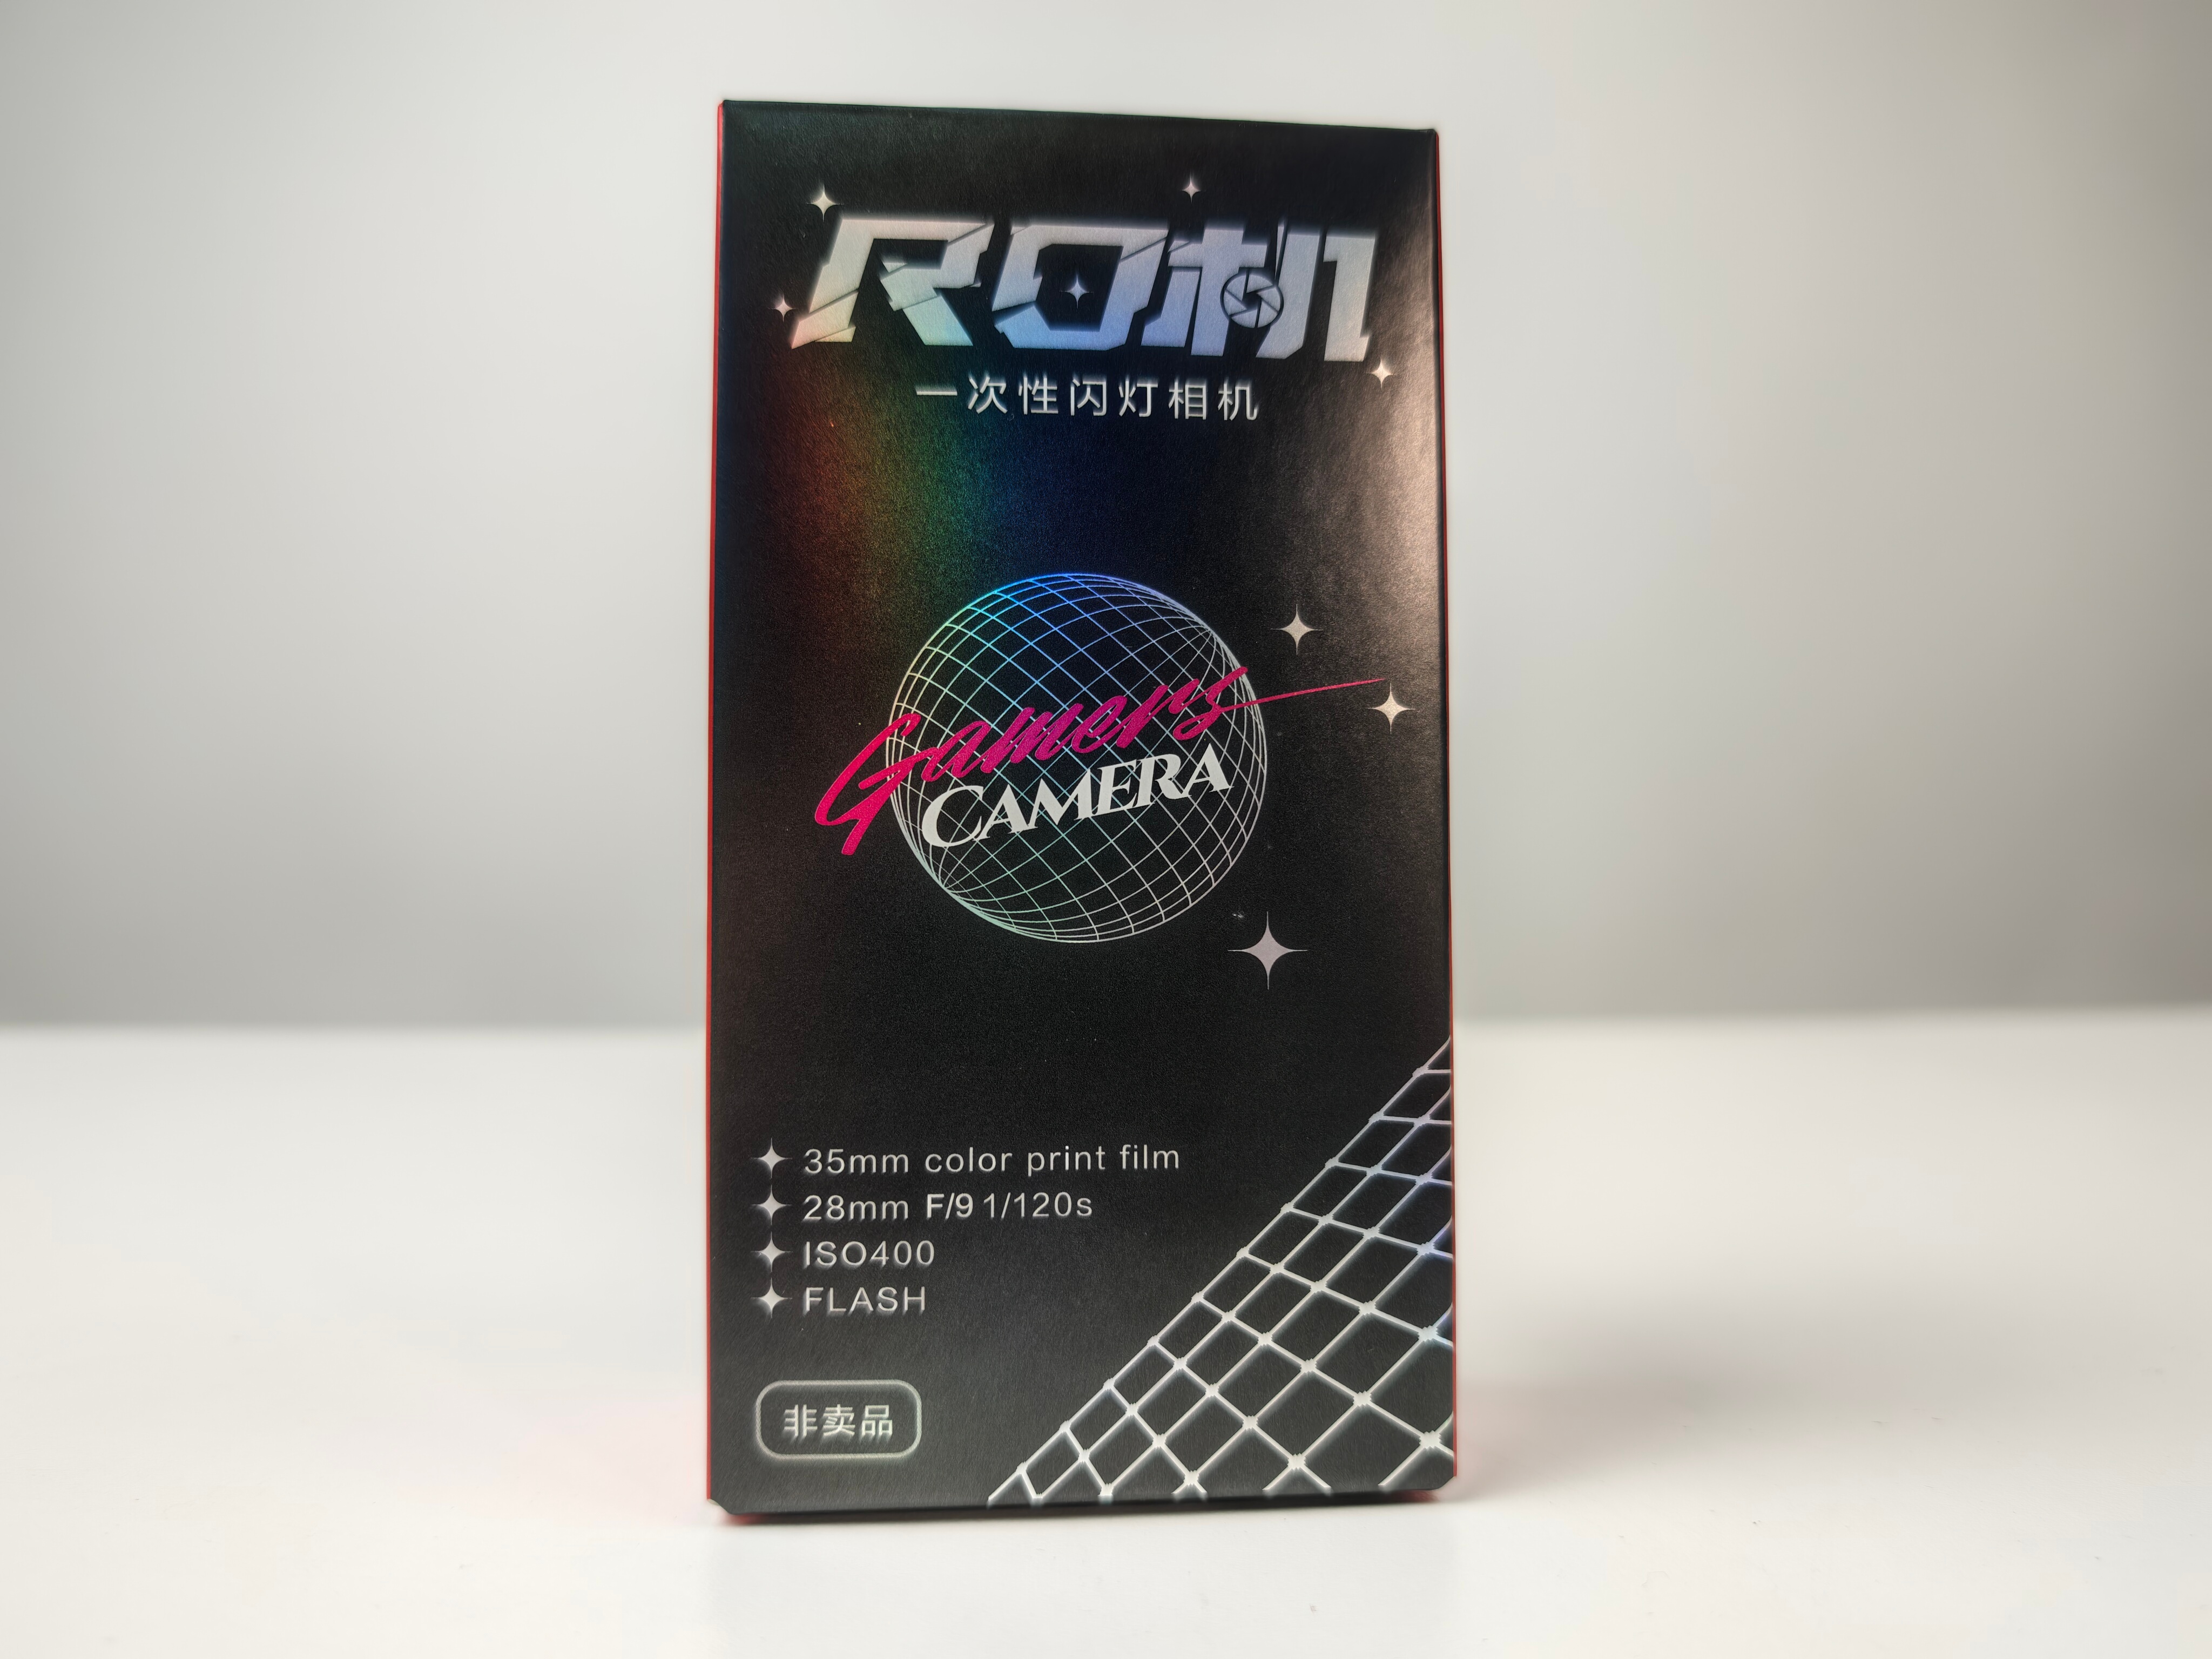 RO机
一次性闪灯相机
Gamers
CAMERA
35mm color print film
28mm F/9 1/120s
ISO400
FLASH
非卖品